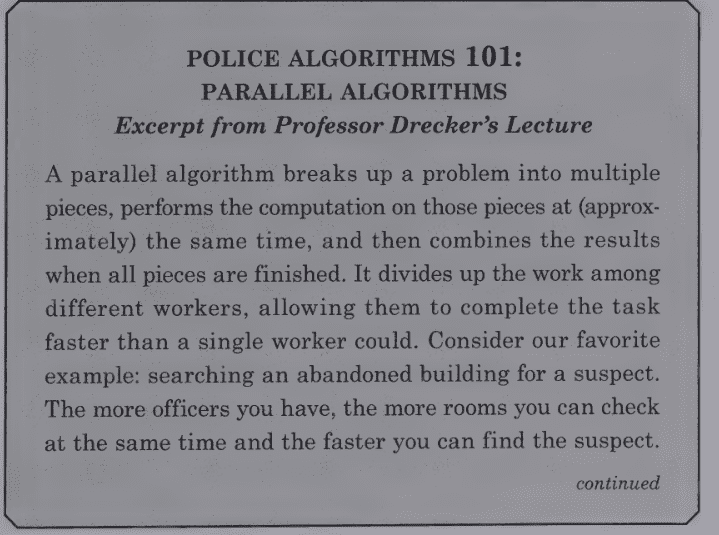 POLICE ALGORITHMS 101:
PARALLEL ALGORITHMS
Excerpt from Professor Drecker's Lecture
A parallel algorithm breaks up a problem into multiple
pieces, performs the computation on those pieces at (approx-
imately) the same time, and then combines the results
when all pieces are finished. It divides up the work among
different workers, allowing them to complete the task
faster than a single worker could. Consider our favorite
example: searching an abandoned building for a suspect.
The more officers you have, the more rooms you can check
at the same time and the faster you can find the suspect.
continued